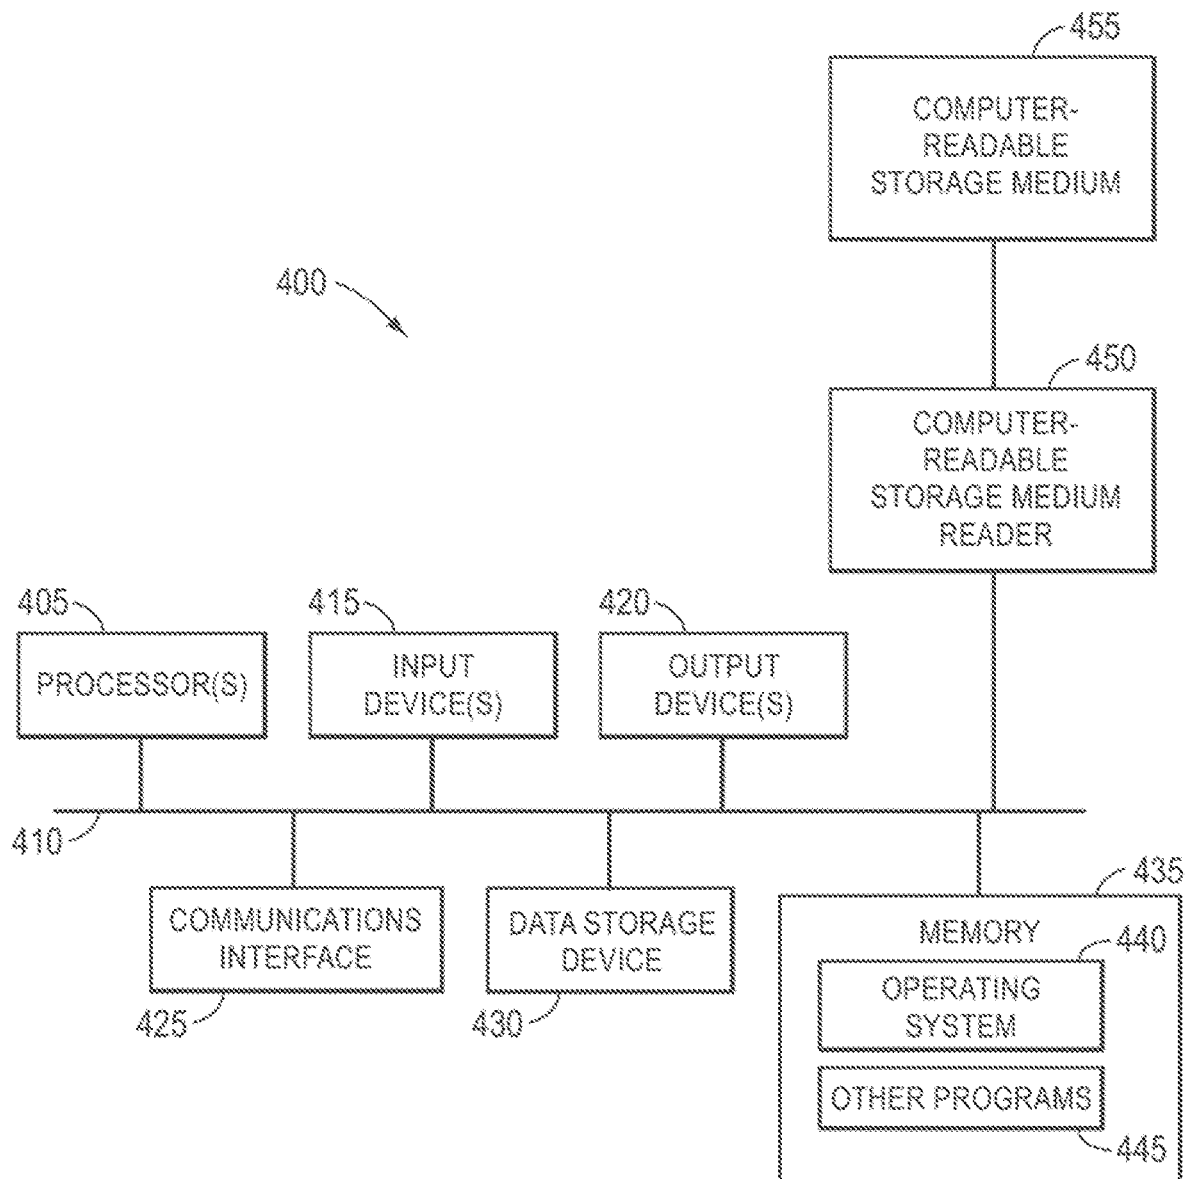 455
COMPUTER-
READABLE
STORAGE MEDIUM
400
450
COMPUTER-
READABLE
STORAGE MEDIUM
READER
405
PROCESSOR(S)
415
INPUT
DEVICE(S)
420
OUTPUT
DEVICE(S)
410
COMMUNICATIONS
INTERFACE
425
DATA STORAGE
DEVICE
430
435
MEMORY
440
OPERATING
SYSTEM
OTHER PROGRAMS
445